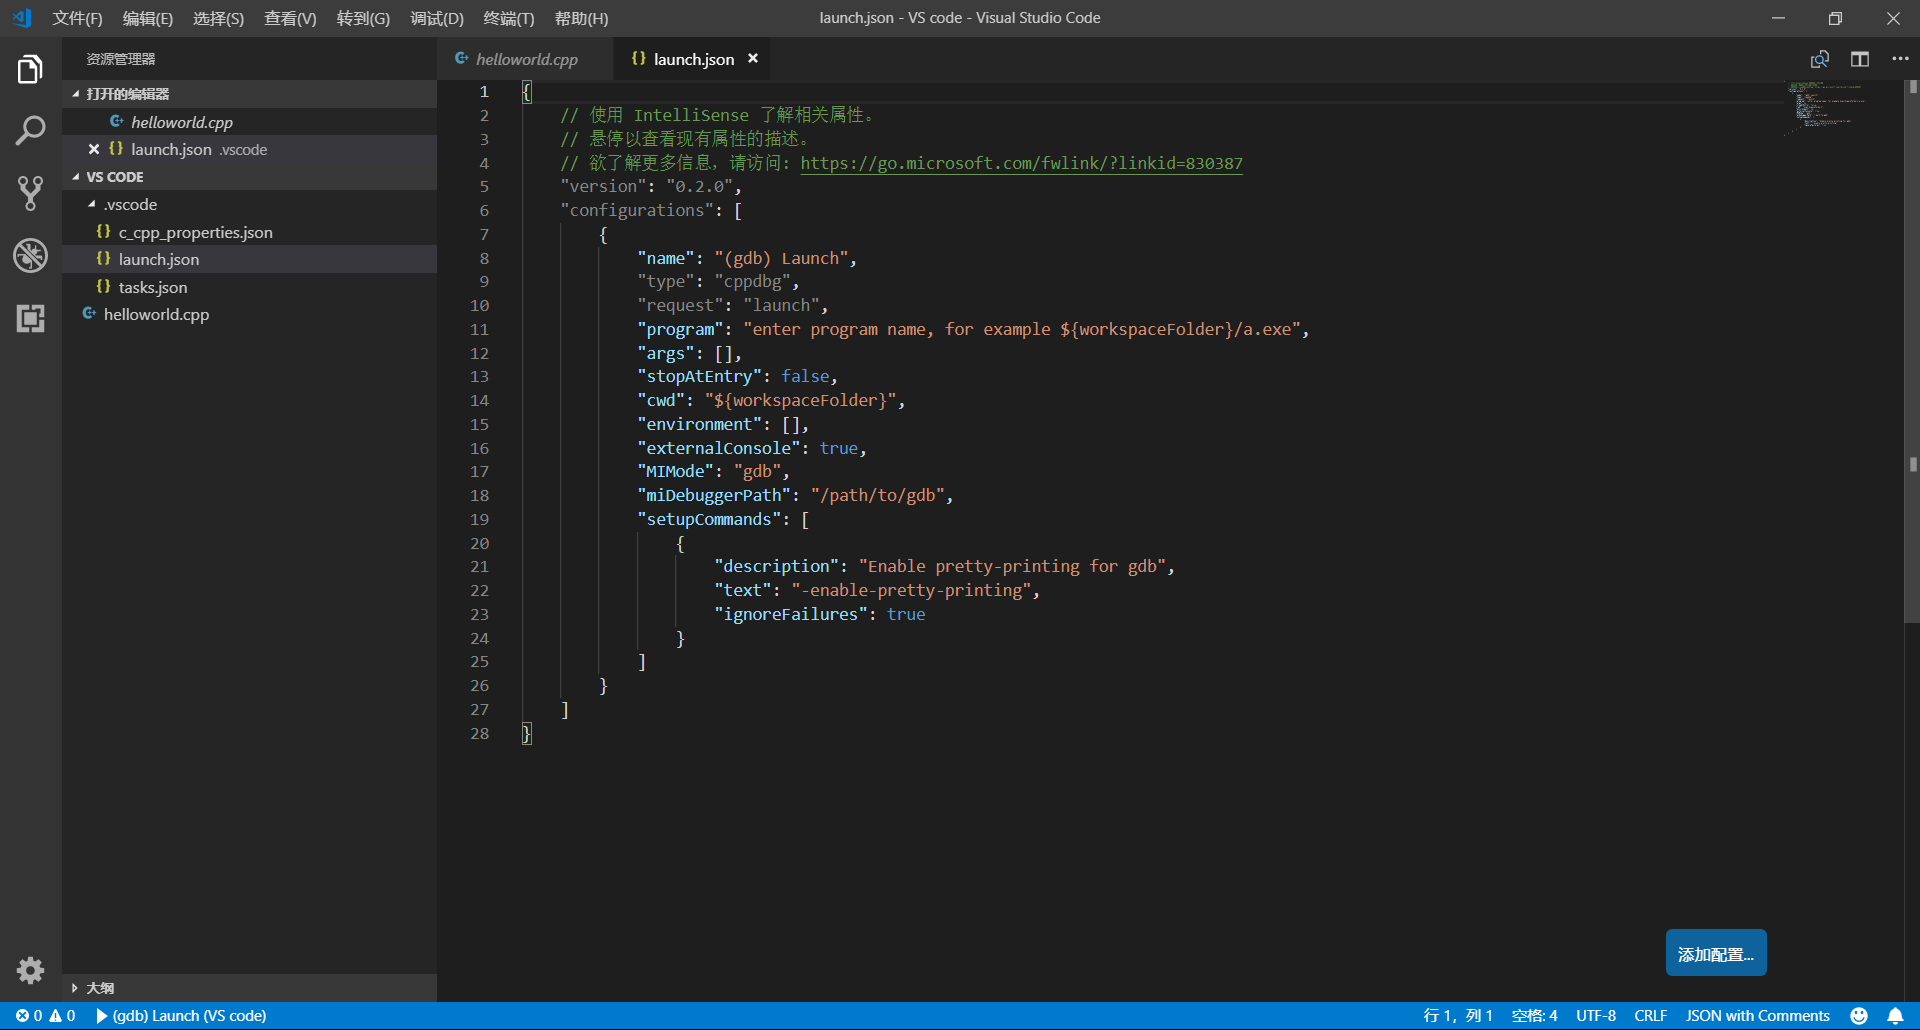 文件(F) 编辑(E) 选择(S) 查看(V) 转到(G) 调试(D) 终端(T) 帮助(H)
launch.json - VS code - Visual Studio Code
资源管理器
打开的编辑器
helloworld.cpp
launch.json .vscode
VS CODE
.vscode
c_cpp_properties.json
launch.json
tasks.json
helloworld.cpp
大纲
helloworld.cpp
launch.json
1 {
2 // 使用 IntelliSense 了解相关属性。
3 // 悬停以查看现有属性的描述。
4 // 欲了解更多信息，请访问: https://go.microsoft.com/fwlink/?linkid=830387
5 "version": "0.2.0",
6 "configurations": [
7 {
8 "name": "(gdb) Launch",
9 "type": "cppdbg",
10 "request": "launch",
11 "program": "enter program name, for example ${workspaceFolder}/a.exe",
12 "args": [],
13 "stopAtEntry": false,
14 "cwd": "${workspaceFolder}",
15 "environment": [],
16 "externalConsole": true,
17 "MIMode": "gdb",
18 "miDebuggerPath": "/path/to/gdb",
19 "setupCommands": [
20 {
21 "description": "Enable pretty-printing for gdb",
22 "text": "-enable-pretty-printing",
23 "ignoreFailures": true
24 }
25 ]
26 }
27 ]
28 }
添加配置...
0 0 (gdb) Launch (VS code)
行 1，列 1 空格: 4 UTF-8 CRLF JSON with Comments